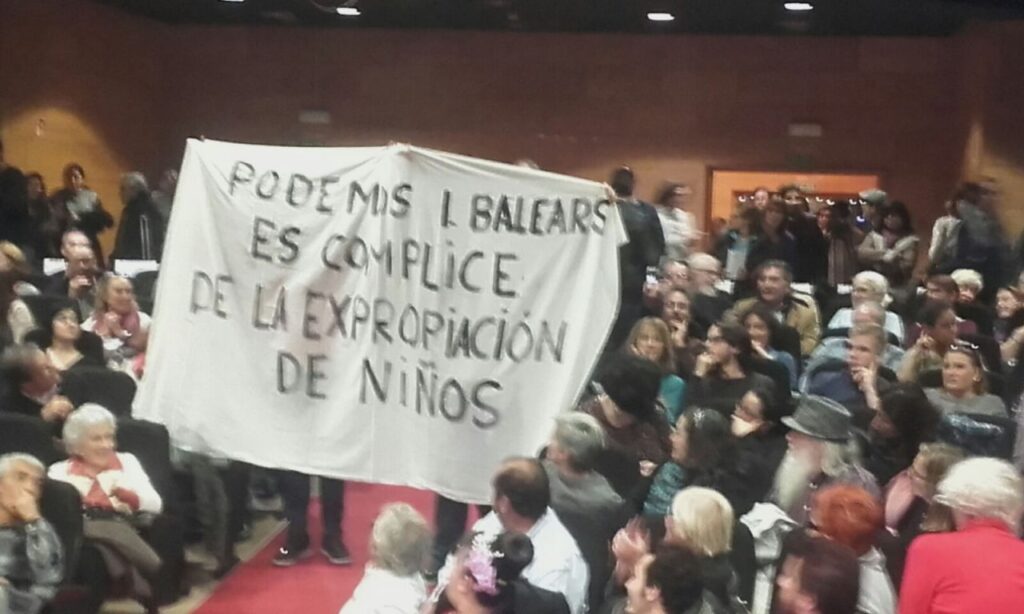 PODEMOS I. BALEARS
ES COMPLICE
DE LA EXPROPIACIÓN
DE NIÑOS